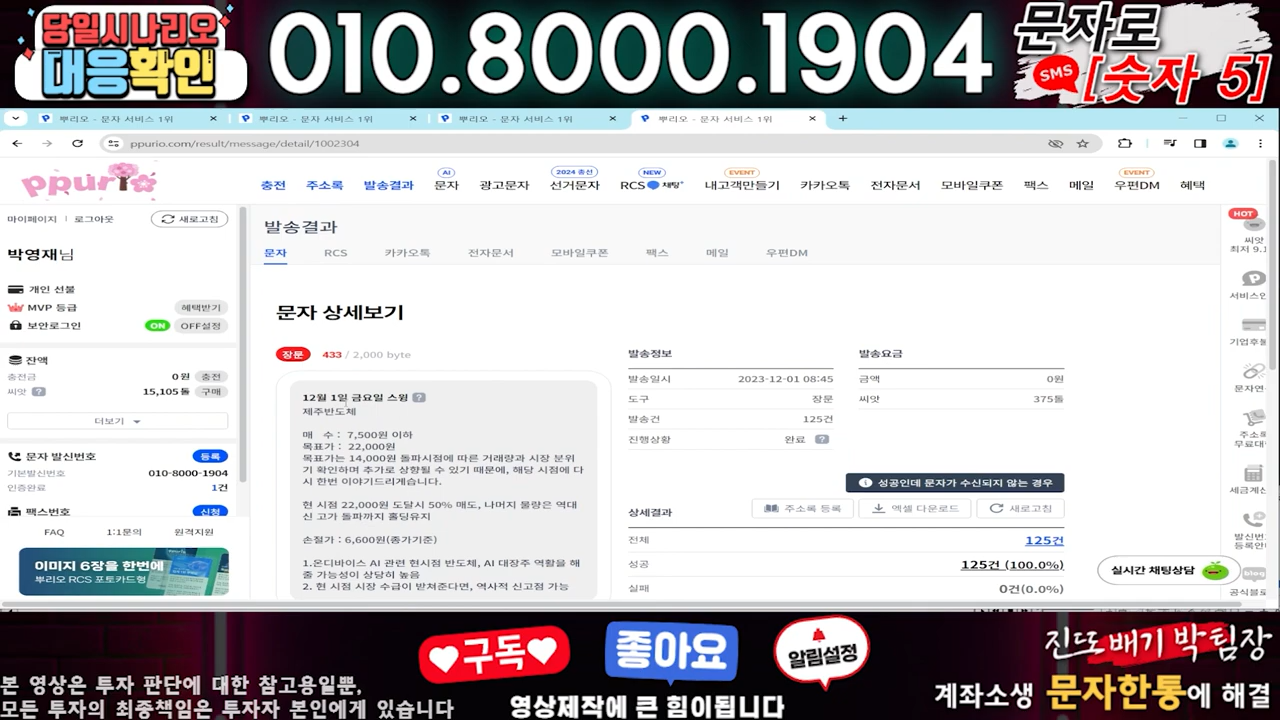 당일시나리오
대응확인
010.8000.1904
문자로
SMS
[숫자 5]
뿌리오 - 문자 서비스 1위
뿌리오 - 문자 서비스 1위
뿌리오 - 문자 서비스 1위
뿌리오 - 문자 서비스 1위
ppurio.com/result/message/detail/1002304
ppurio
충전
주소록
발송결과
AI
문자
광고문자
2024 총선
선거문자
NEW
RCS 채팅+
EVENT
내고객만들기
카카오톡
전자문서
모바일쿠폰
팩스
메일
EVENT
우편DM
혜택
마이페이지 | 로그아웃
새로고침
박영재님
개인 선불
MVP 등급
혜택받기
보안로그인
ON
OFF설정
잔액
충전금
0원
충전
씨앗 ?
15,105톨
구매
더보기
문자 발신번호
등록
기본발신번호
010-8000-1904
인증완료
1건
팩스번호
신청
FAQ
1:1문의
원격지원
이미지 6장을 한번에
뿌리오 RCS 포토카드형
발송결과
문자
RCS
카카오톡
전자문서
모바일쿠폰
팩스
메일
우편DM
문자 상세보기
장문
433 / 2,000 byte
12월 1일 금요일 스윙 ?
제주반도체
매 수 : 7,500원 이하
목표가 : 22,000원
목표가는 14,000원 돌파시점에 따른 거래량과 시장 분위
기 확인하며 추가로 상향될 수 있기 때문에, 해당 시점에 다
시 한번 이야기드리게습니다.
현 시점 22,000원 도달시 50% 매도, 나머지 물량은 역대
신 고가 돌파까지 홀딩유지
손절가 : 6,600원(종가기준)
1.온디바이스 AI 관련 현시점 반도체, AI 대장주 역활을 해
줄 가능성이 상당히 높음
2. 현 시점 시장 수급이 받쳐준다면, 역사적 신고점 가능
발송정보
발송일시
2023-12-01 08:45
도구
장문
발송건
125건
진행상황
완료 ?
발송요금
금액
0원
씨앗
375톨
성공인데 문자가 수신되지 않는 경우
상세결과
주소록 등록
엑셀 다운로드
새로고침
전체
125건
성공
125건 (100.0%)
실패
0건(0.0%)
HOT
씨앗
최저 9.
서비스인
기업후불
문자연
주소록
무료대
세금계산
발신번
등록안
blog
공식블로
실시간 채팅상담
구독
좋아요
알림설정
진또배기 박팀장
본 영상은 투자 판단에 대한 참고용일뿐,
모든 투자의 최종책임은 투자자 본인에게 있습니다
영상제작에 큰 힘이됩니다
계좌소생 문자한통에 해결